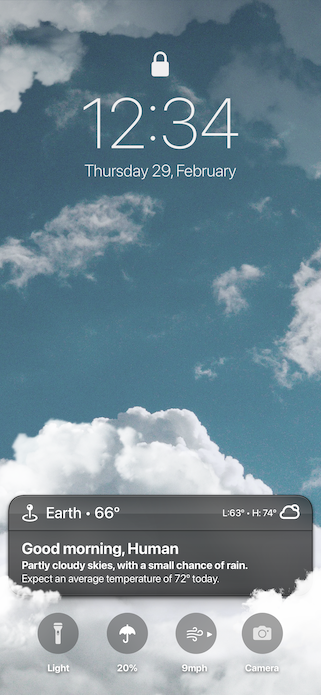 12:34
Thursday 29, February
Earth • 66°
L:63° • H: 74°
Good morning, Human
Partly cloudy skies, with a small chance of rain.
Expect an average temperature of 72° today.
Light
20%
9mph
Camera